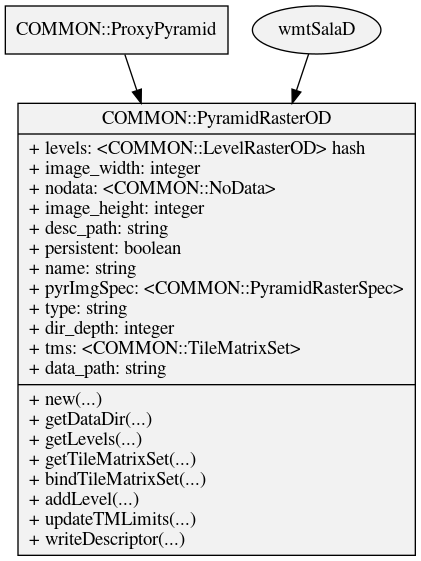 COMMON::ProxyPyramid
wmtSalaD
COMMON::PyramidRasterOD
+ levels: <COMMON::LevelRasterOD> hash
+ image_width: integer
+ nodata: <COMMON::NoData>
+ image_height: integer
+ desc_path: string
+ persistent: boolean
+ name: string
+ pyrImgSpec: <COMMON::PyramidRasterSpec>
+ type: string
+ dir_depth: integer
+ tms: <COMMON::TileMatrixSet>
+ data_path: string
+ new(...)
+ getDataDir(...)
+ getLevels(...)
+ getTileMatrixSet(...)
+ bindTileMatrixSet(...)
+ addLevel(...)
+ updateTMLimits(...)
+ writeDescriptor(...)